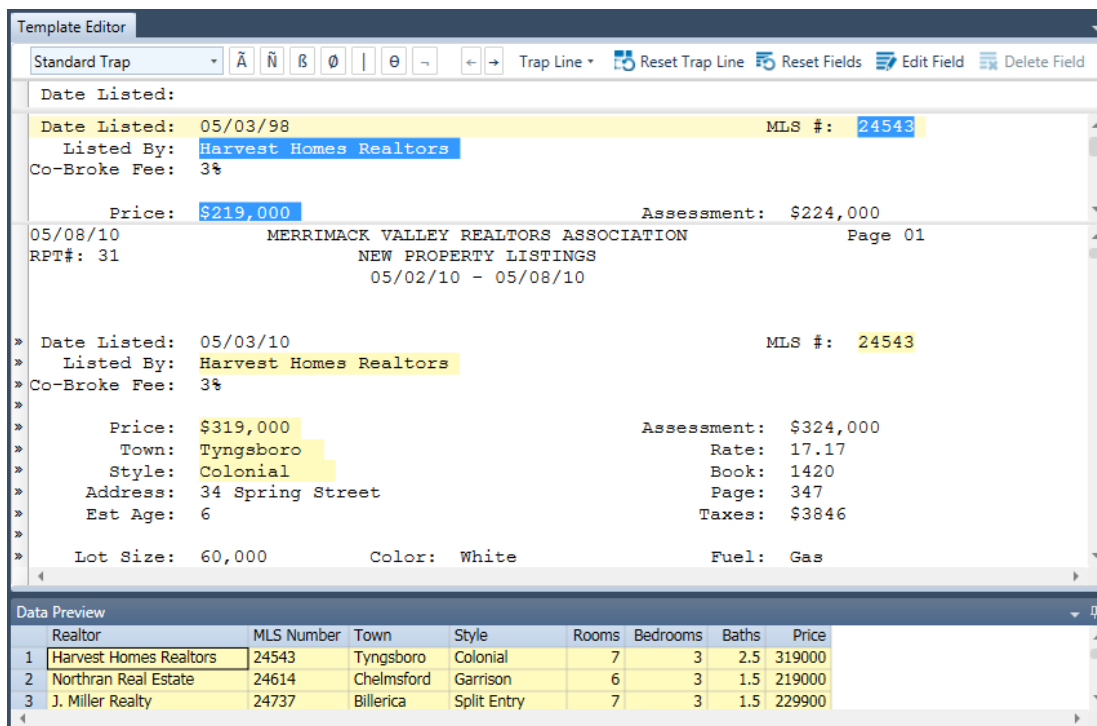 Template Editor
Standard Trap Ã Ñ ß Ø | ɵ ¬ ← → Trap Line Reset Trap Line Reset Fields Edit Field Delete Field
Date Listed:
Date Listed: 05/03/98 MLS #: 24543
Listed By: Harvest Homes Realtors
Co-Broke Fee: 3%
Price: $219,000 Assessment: $224,000
05/08/10 MERRIMACK VALLEY REALTORS ASSOCIATION Page 01
RPT#: 31 NEW PROPERTY LISTINGS
05/02/10 - 05/08/10
» Date Listed: 05/03/10 MLS #: 24543
» Listed By: Harvest Homes Realtors
» Co-Broke Fee: 3%
»
» Price: $319,000 Assessment: $324,000
» Town: Tyngsboro Rate: 17.17
» Style: Colonial Book: 1420
» Address: 34 Spring Street Page: 347
» Est Age: 6 Taxes: $3846
»
» Lot Size: 60,000 Color: White Fuel: Gas
Data Preview
Realtor MLS Number Town Style Rooms Bedrooms Baths Price
1 Harvest Homes Realtors 24543 Tyngsboro Colonial 7 3 2.5 319000
2 Northran Real Estate 24614 Chelmsford Garrison 6 3 1.5 219000
3 J. Miller Realty 24737 Billerica Split Entry 7 3 1.5 229900